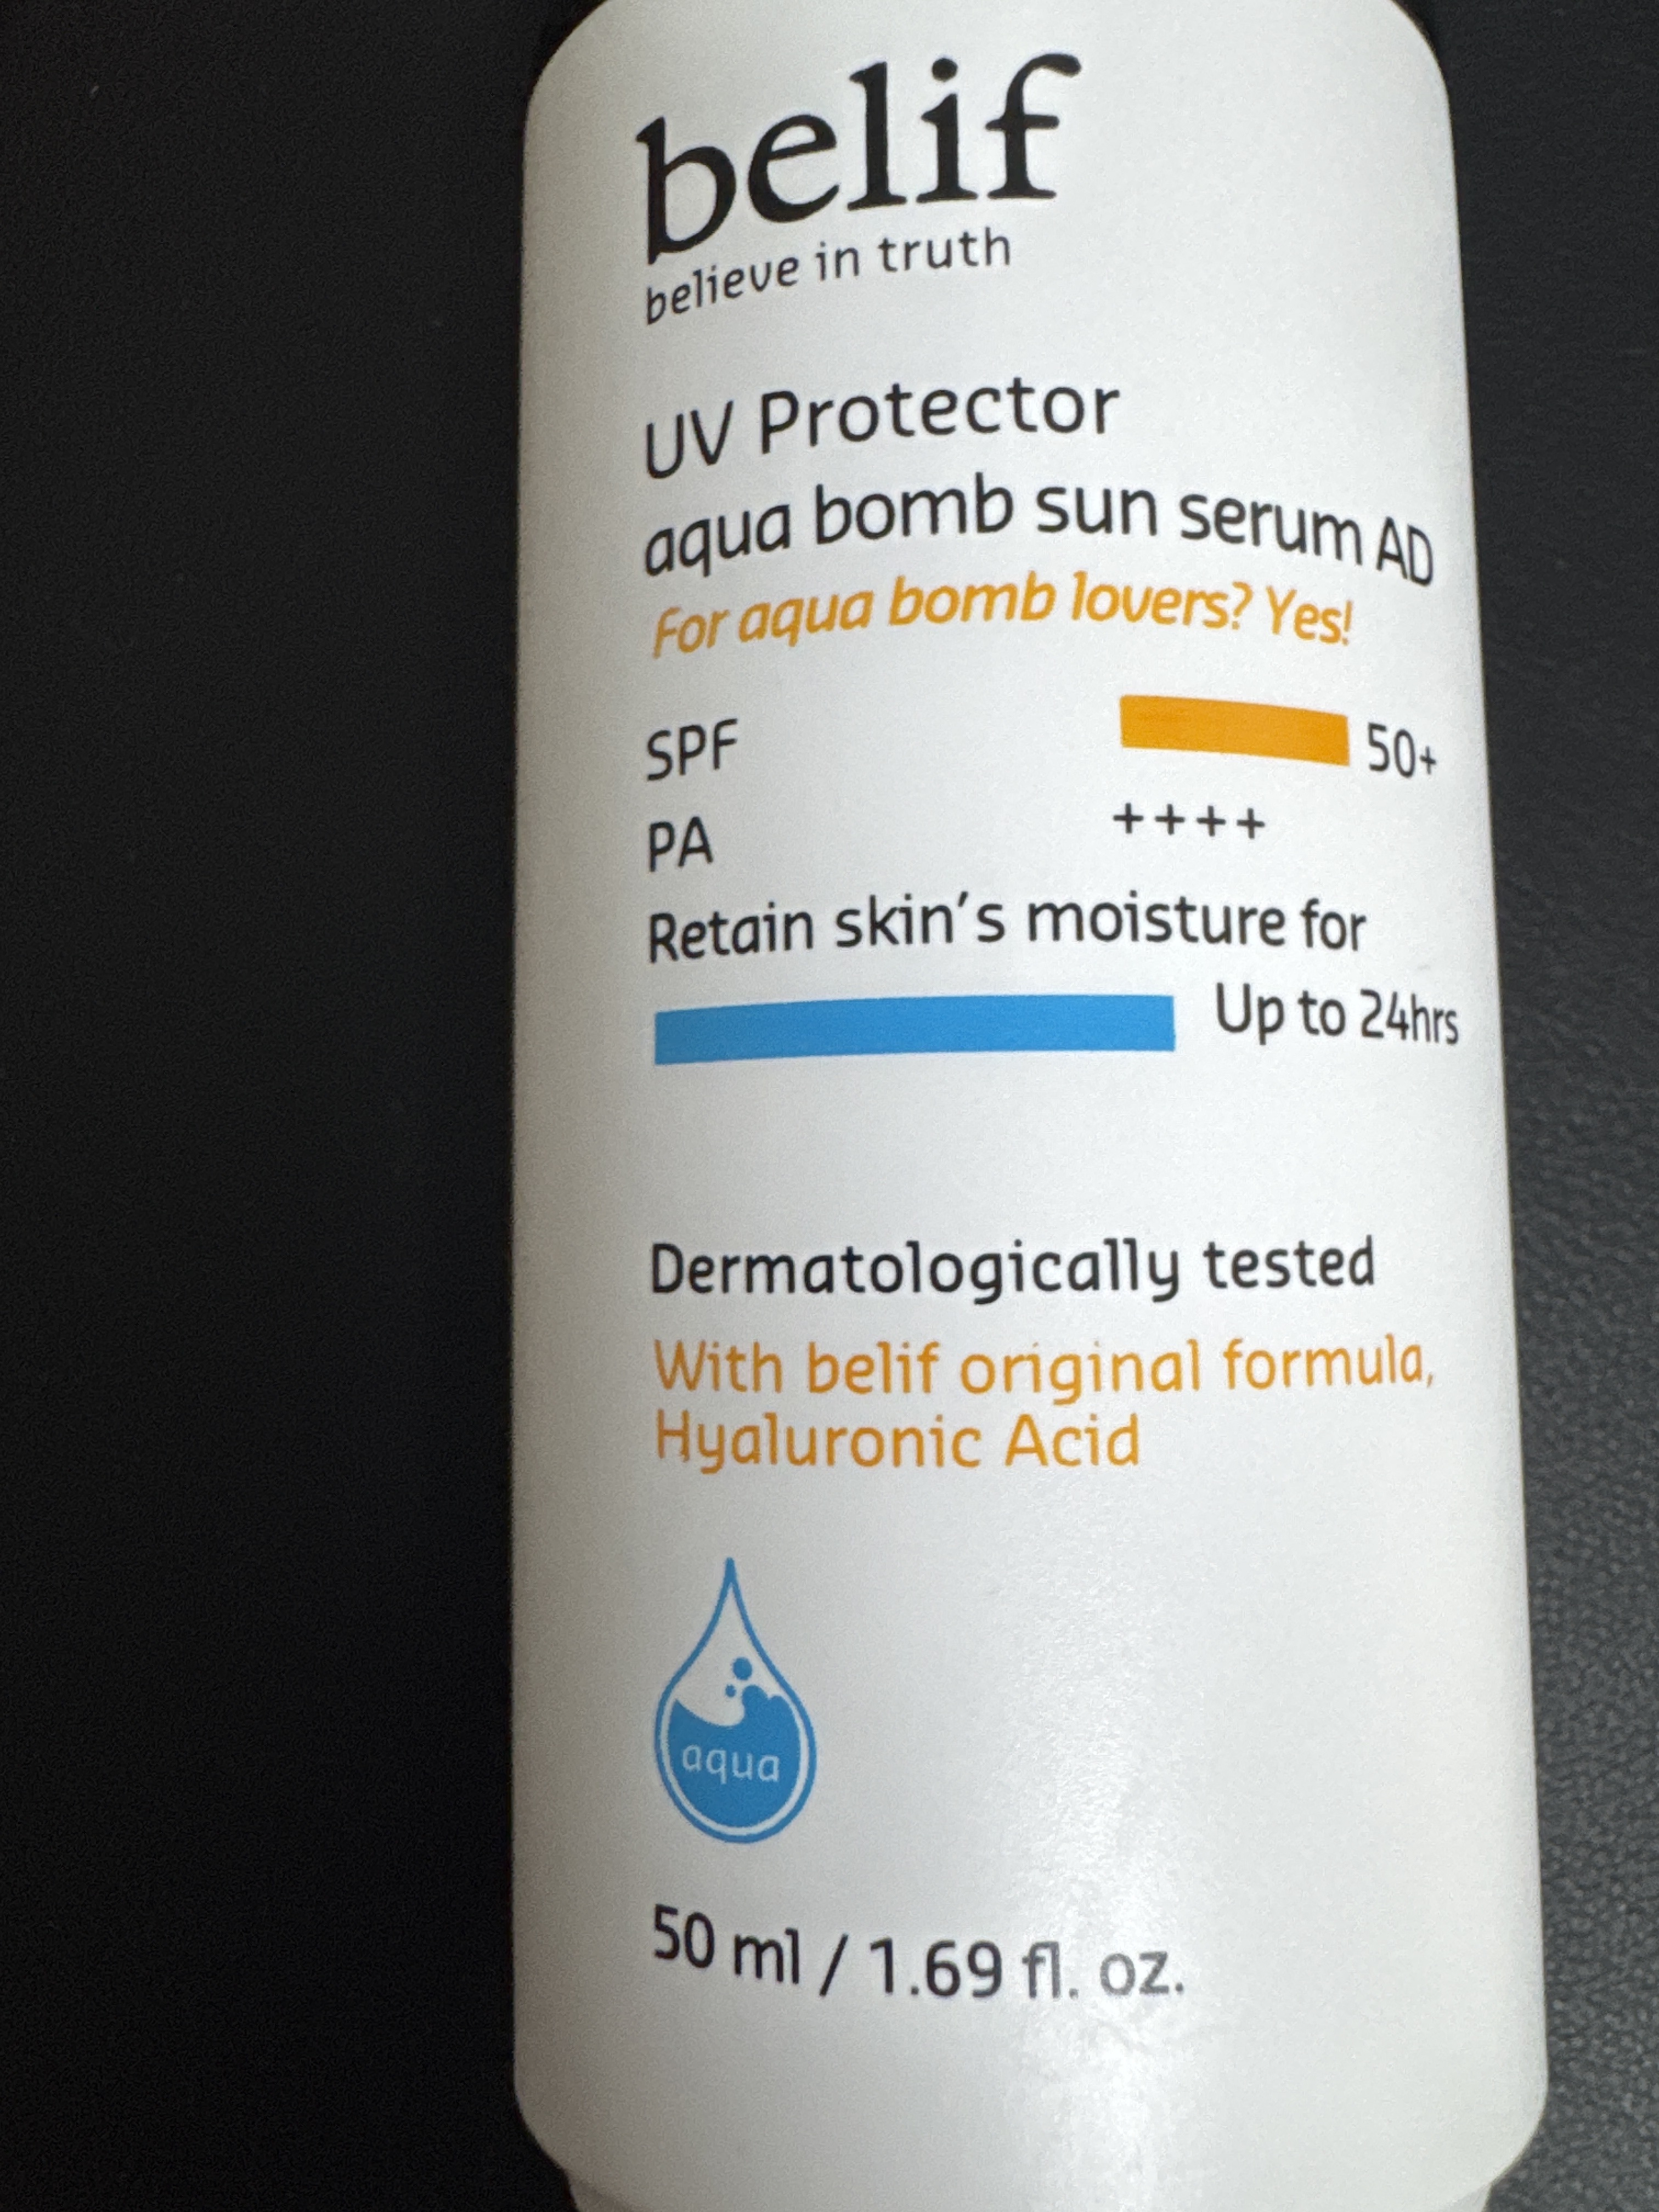 belif
believe in truth
UV Protector
aqua bomb sun serum AD
For aqua bomb lovers? Yes!
SPF 50+
PA ++++
Retain skin's moisture for
Up to 24hrs
Dermatologically tested
With belif original formula,
Hyaluronic Acid
aqua
50 ml / 1.69 fl. oz.